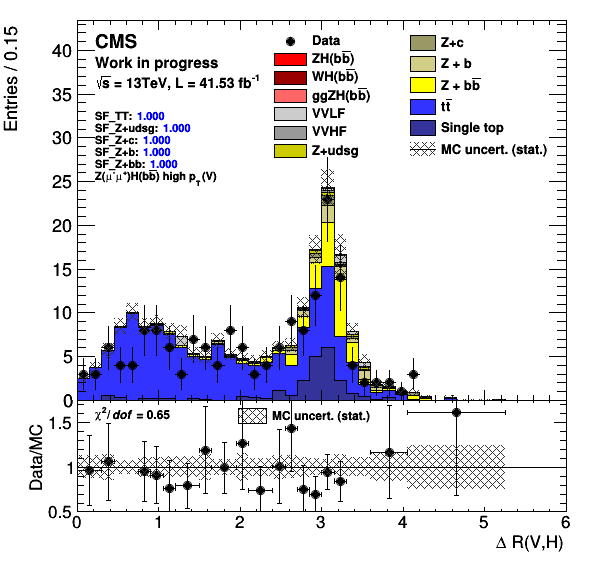 Entries / 0.15
CMS
Work in progress
√s = 13TeV, L = 41.53 fb⁻¹
SF_TT: 1.000
SF_Z+udsg: 1.000
SF_Z+c: 1.000
SF_Z+b: 1.000
SF_Z+bb: 1.000
Z(μ⁻μ⁺)H(bb̅) high p_T(V)
Data
ZH(bb̅)
WH(bb̅)
ggZH(bb̅)
VVLF
VVHF
Z+udsg
Z+c
Z + b
Z + bb̅
tt̅
Single top
MC uncert. (stat.)
40
35
30
25
20
15
10
5
0
χ²/dof = 0.65
MC uncert. (stat.)
Data/MC
1.5
1
0.5
0 1 2 3 4 5 6
Δ R(V,H)